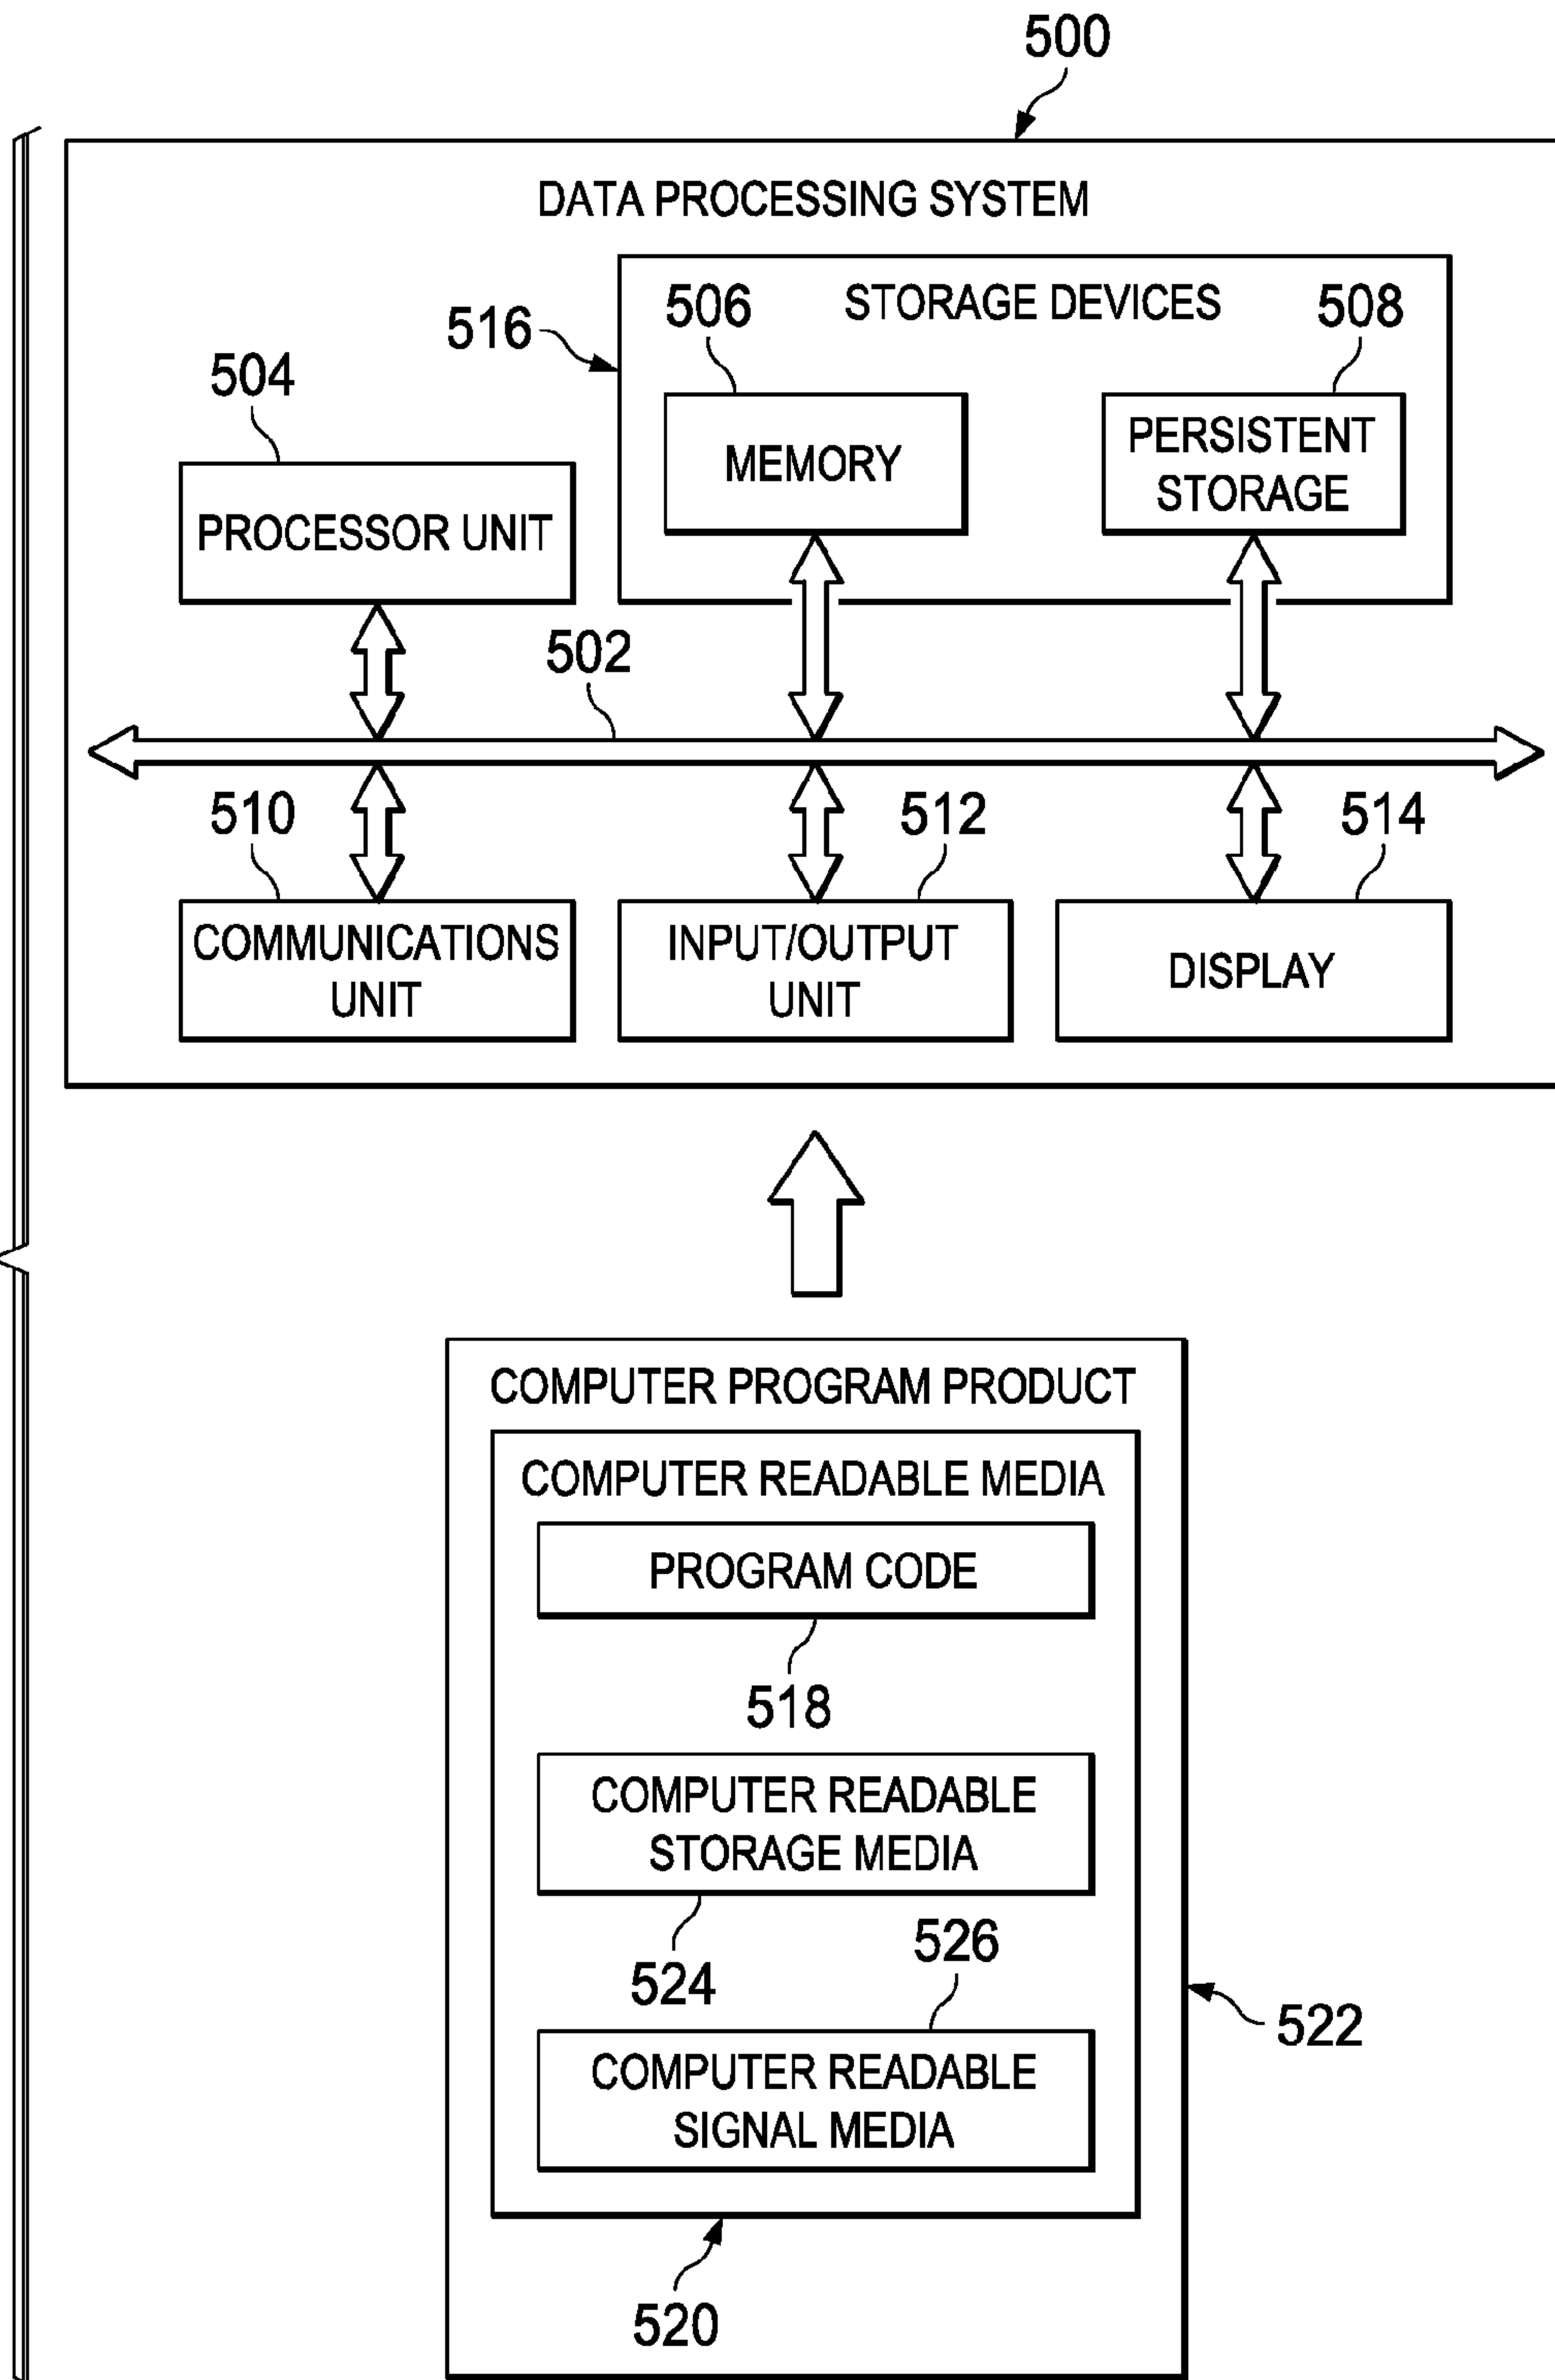 500
DATA PROCESSING SYSTEM
516
506
STORAGE DEVICES
508
504
MEMORY
PERSISTENT
STORAGE
PROCESSOR UNIT
502
510
512
514
COMMUNICATIONS
UNIT
INPUT/OUTPUT
UNIT
DISPLAY
COMPUTER PROGRAM PRODUCT
COMPUTER READABLE MEDIA
PROGRAM CODE
518
COMPUTER READABLE
STORAGE MEDIA
524
526
522
COMPUTER READABLE
SIGNAL MEDIA
520